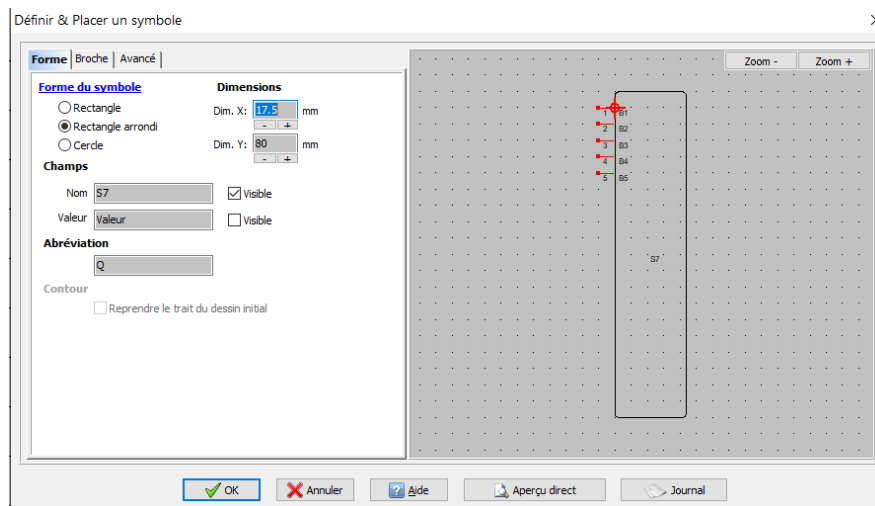 Définir & Placer un symbole
Forme Broche Avancé
Zoom - Zoom +
Forme du symbole Dimensions
Rectangle Dim. X: 17.5 mm
- +
Rectangle arrondi
Cercle Dim. Y: 80 mm
- +
Champs
Nom S7 Visible
Valeur Valeur Visible
Abréviation
Q
Contour
Reprendre le trait du dessin initial
1 B1
2 B2
3 B3
4 B4
5 B5
S7
OK Annuler Aide Aperçu direct Journal